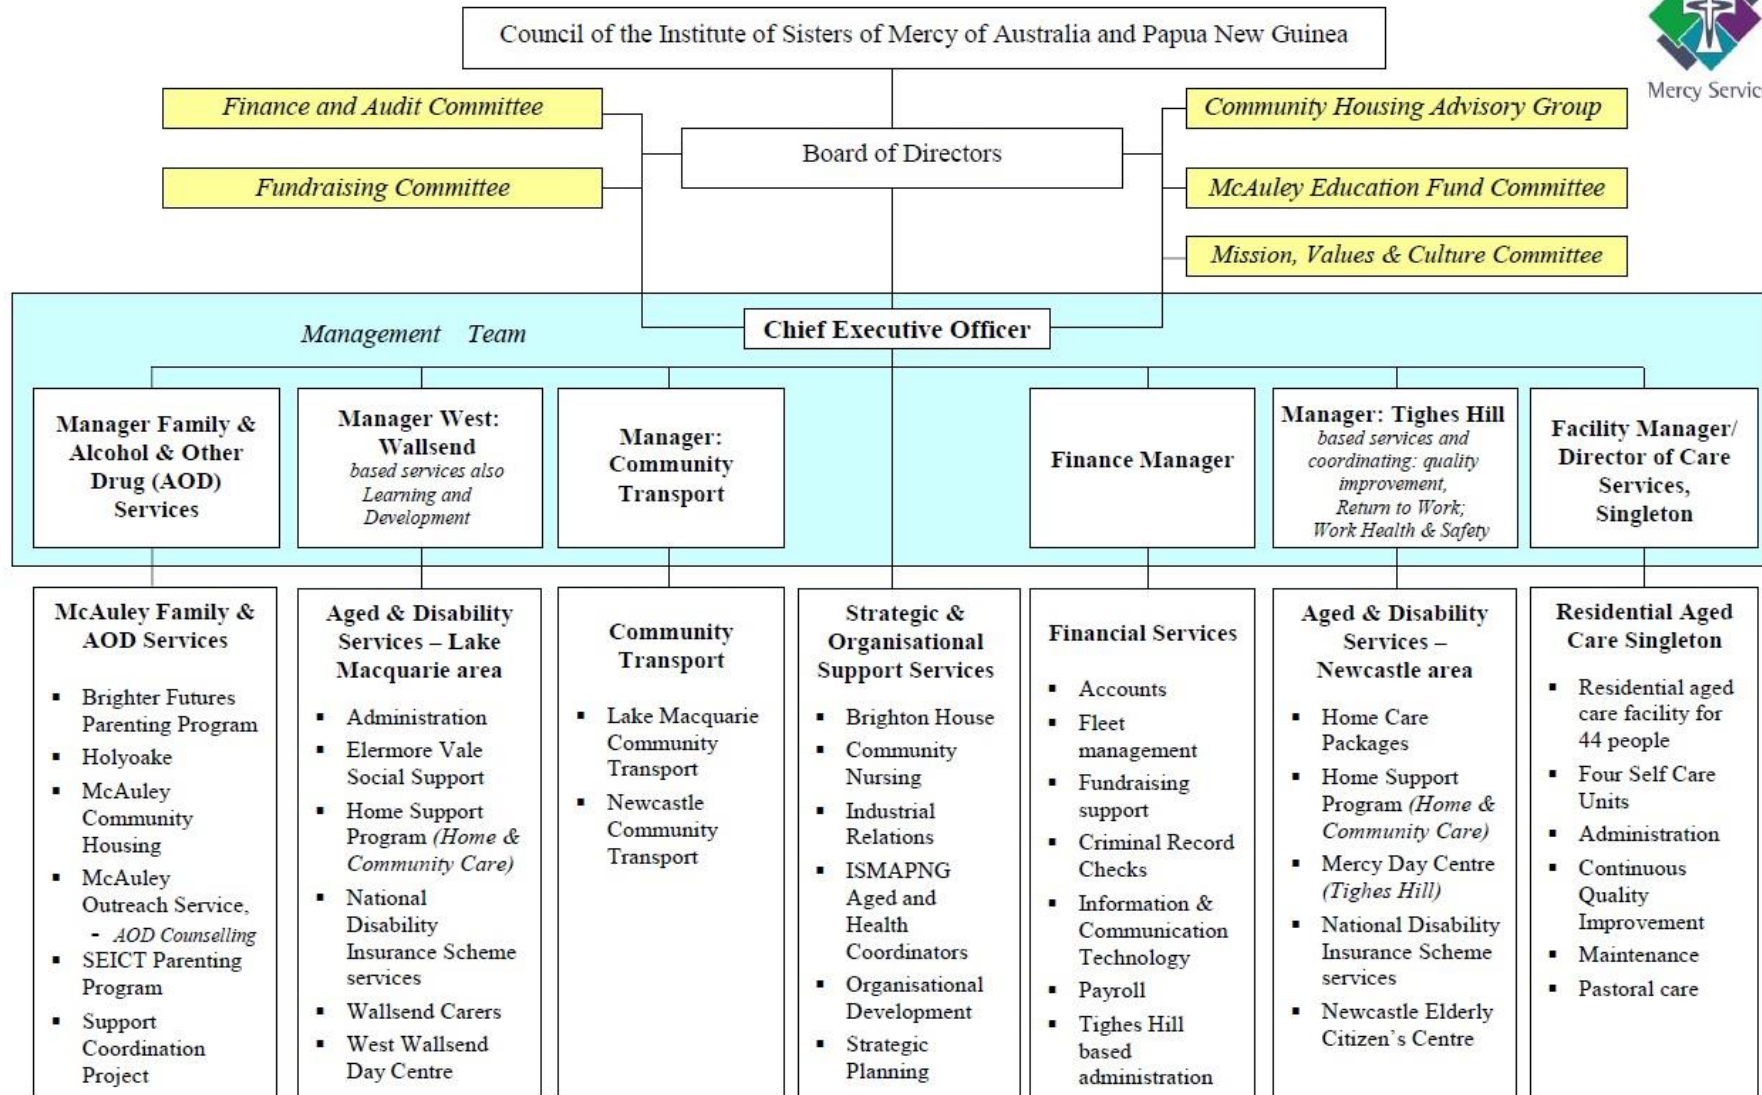 Council of the Institute of Sisters of Mercy of Australia and Papua New Guinea
Mercy
Finance and Audit Committee
Community Housing Advisory Group
Board of Directors
Fundraising Committee
McAuley Education Fund Committee
Mission, Values & Culture Committee
Management Team
Chief Executive Officer
Manager Family &
Alcohol & Other
Drug (AOD)
Services
Manager West:
Wallsend
based services also
Learning and
Development
Manager:
Community
Transport
Finance Manager
Manager: Tighes Hill
based services and
coordinating: quality
improvement,
Return to Work;
Work Health & Safety
Facility Manager/
Director of Care
Services,
Singleton
McAuley Family &
AOD Services
▪ Brighter Futures
Parenting Program
▪ Holyoake
▪ McAuley
Community
Housing
▪ McAuley
Outreach Service,
- AOD Counselling
▪ SEICT Parenting
Program
▪ Support
Coordination
Project
Aged & Disability
Services – Lake
Macquarie area
▪ Administration
▪ Elermore Vale
Social Support
▪ Home Support
Program (Home &
Community Care)
▪ National
Disability
Insurance Scheme
services
▪ Wallsend Carers
▪ West Wallsend
Day Centre
Community
Transport
▪ Lake Macquarie
Community
Transport
▪ Newcastle
Community
Transport
Strategic &
Organisational
Support Services
▪ Brighton House
▪ Community
Nursing
▪ Industrial
Relations
▪ ISMAPNG
Aged and
Health
Coordinators
▪ Organisational
Development
▪ Strategic
Planning
Financial Services
▪ Accounts
▪ Fleet
management
▪ Fundraising
support
▪ Criminal Record
Checks
▪ Information &
Communication
Technology
▪ Payroll
▪ Tighes Hill
based
administration
Aged & Disability
Services –
Newcastle area
▪ Home Care
Packages
▪ Home Support
Program (Home &
Community Care)
▪ Mercy Day Centre
(Tighes Hill)
▪ National Disability
Insurance Scheme
services
▪ Newcastle Elderly
Citizen’s Centre
Residential Aged
Care Singleton
▪ Residential aged
care facility for
44 people
▪ Four Self Care
Units
▪ Administration
▪ Continuous
Quality
Improvement
▪ Maintenance
▪ Pastoral care